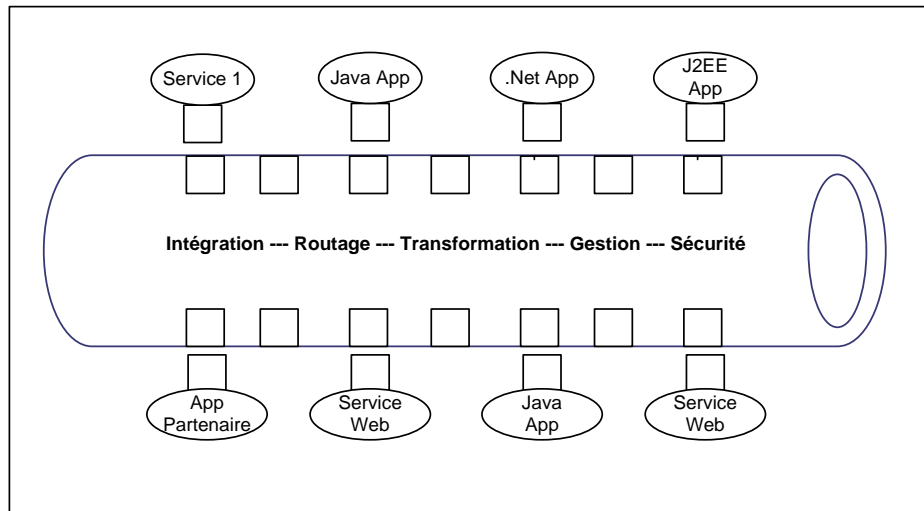 Service 1
Java App
.Net App
J2EE
App
Intégration --- Routage --- Transformation --- Gestion --- Sécurité
App
Partenaire
Service
Web
Java
App
Service
Web